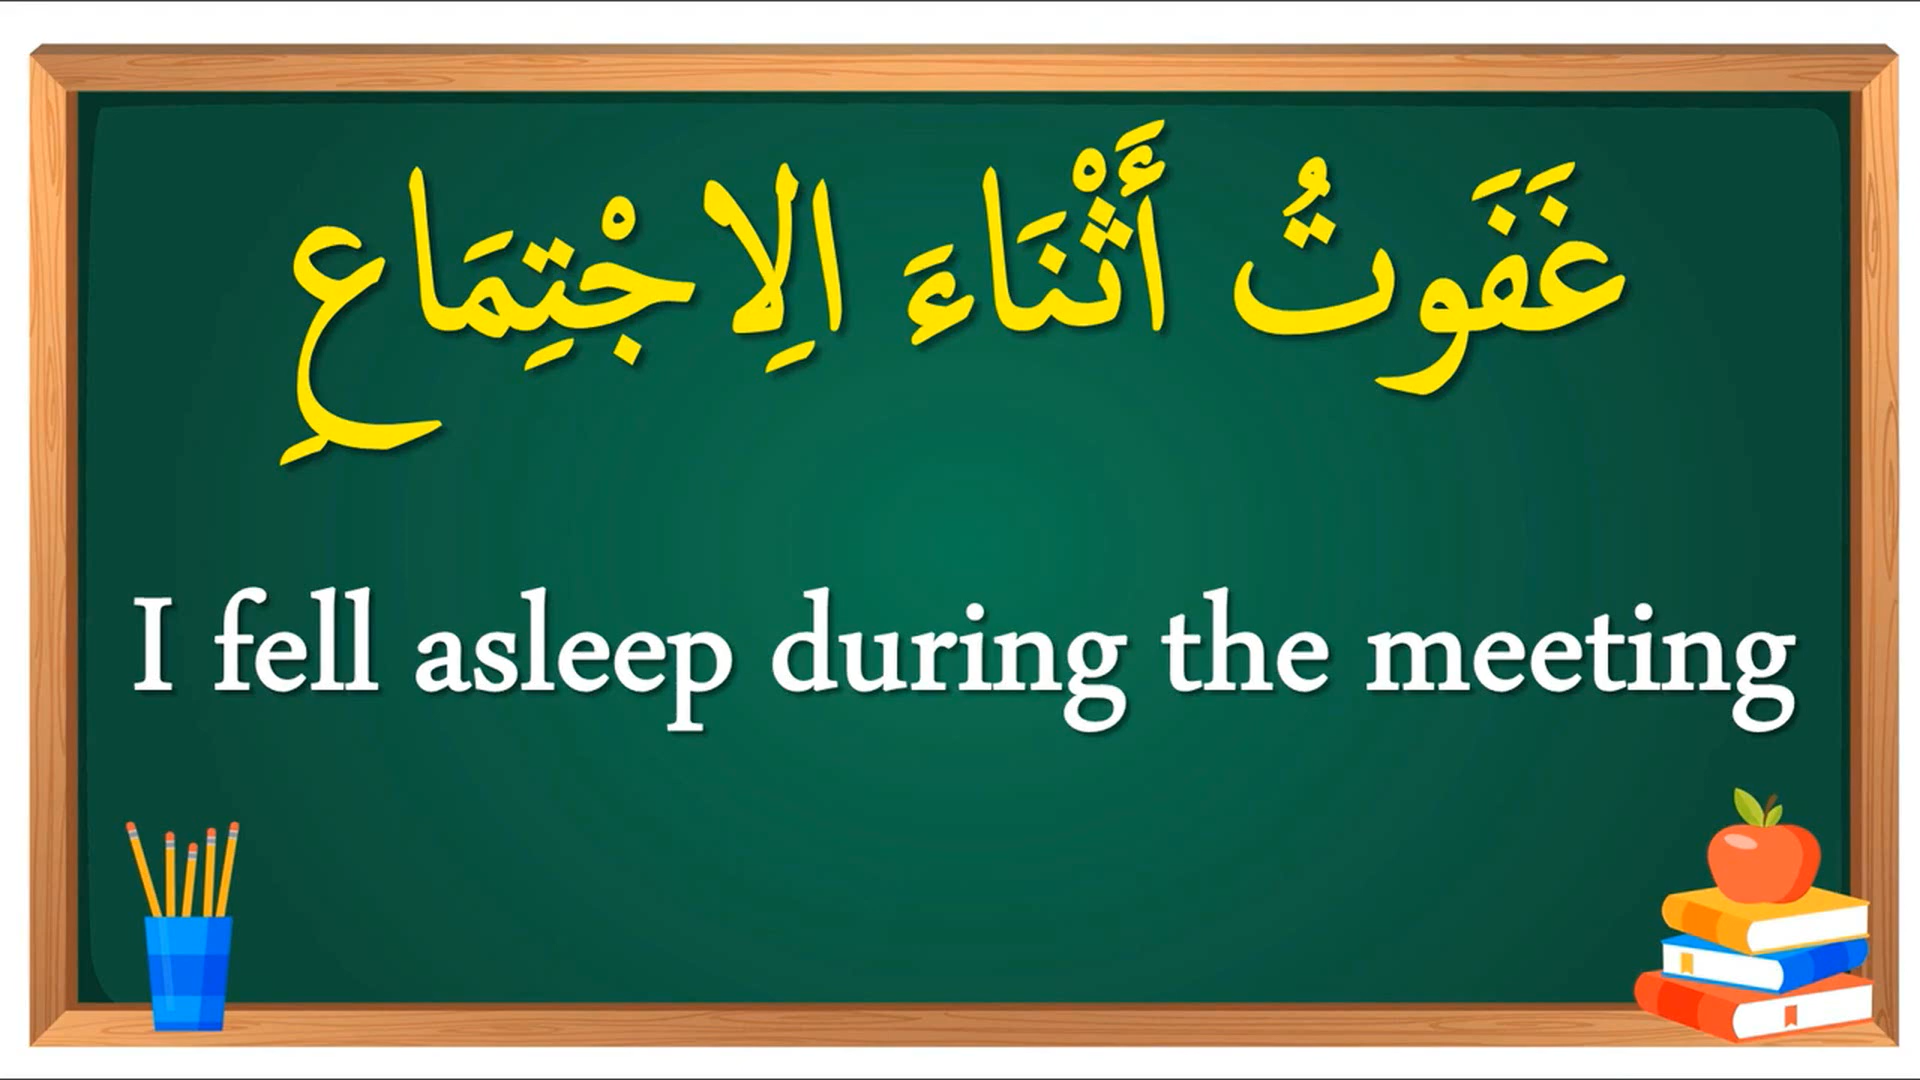 غَفَوتُ أَثْنَاءَ الِاجْتِمَاعِ
I fell asleep during the meeting